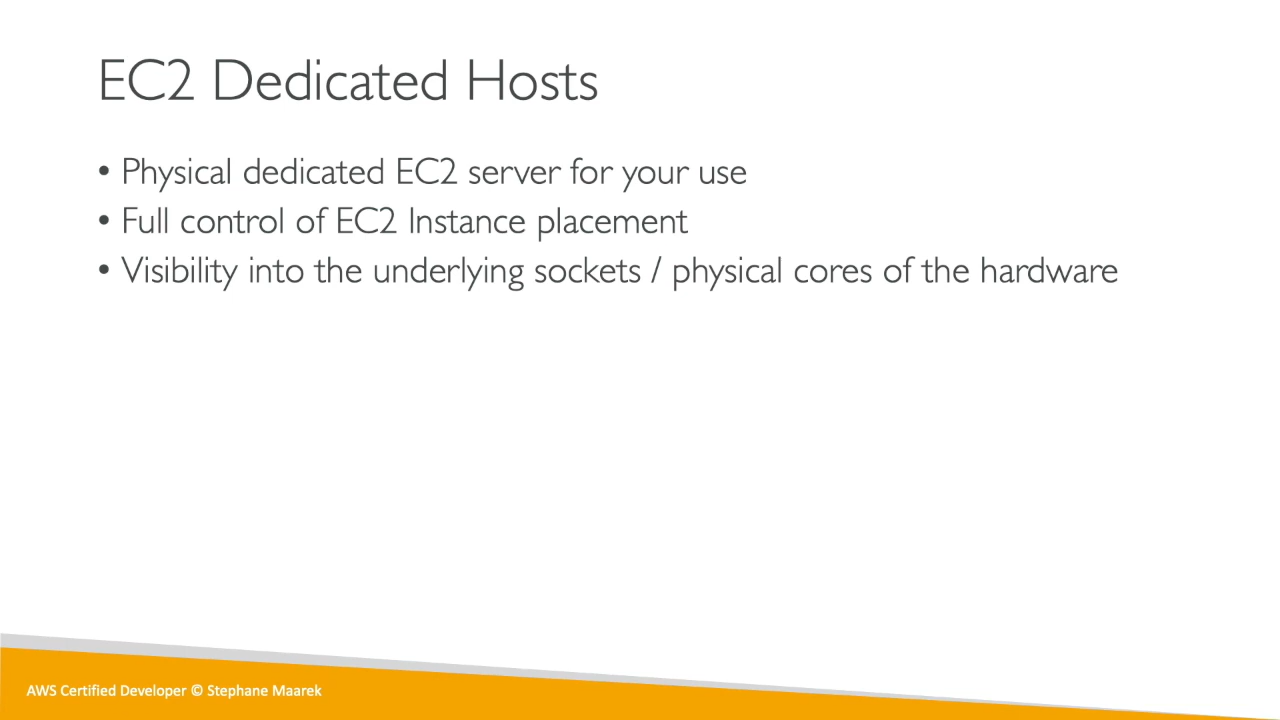 EC2 Dedicated Hosts
• Physical dedicated EC2 server for your use
• Full control of EC2 Instance placement
• Visibility into the underlying sockets / physical cores of the hardware
AWS Certified Developer © Stephane Maarek